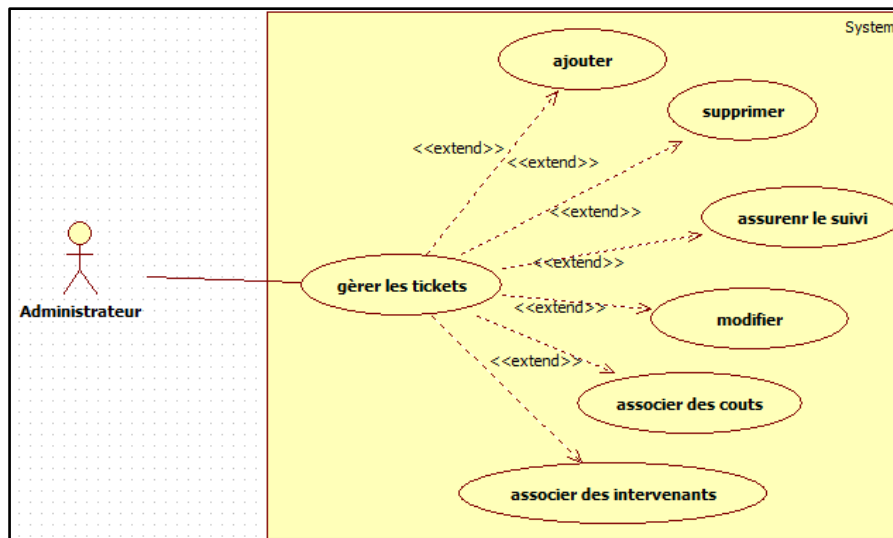 System
ajouter
supprimer
<<extend>>
<<extend>>
<<extend>>
assurenr le suivi
<<extend>>
gèrer les tickets
Administrateur
<<extend>>
modifier
<<extend>>
associer des couts
associer des intervenants